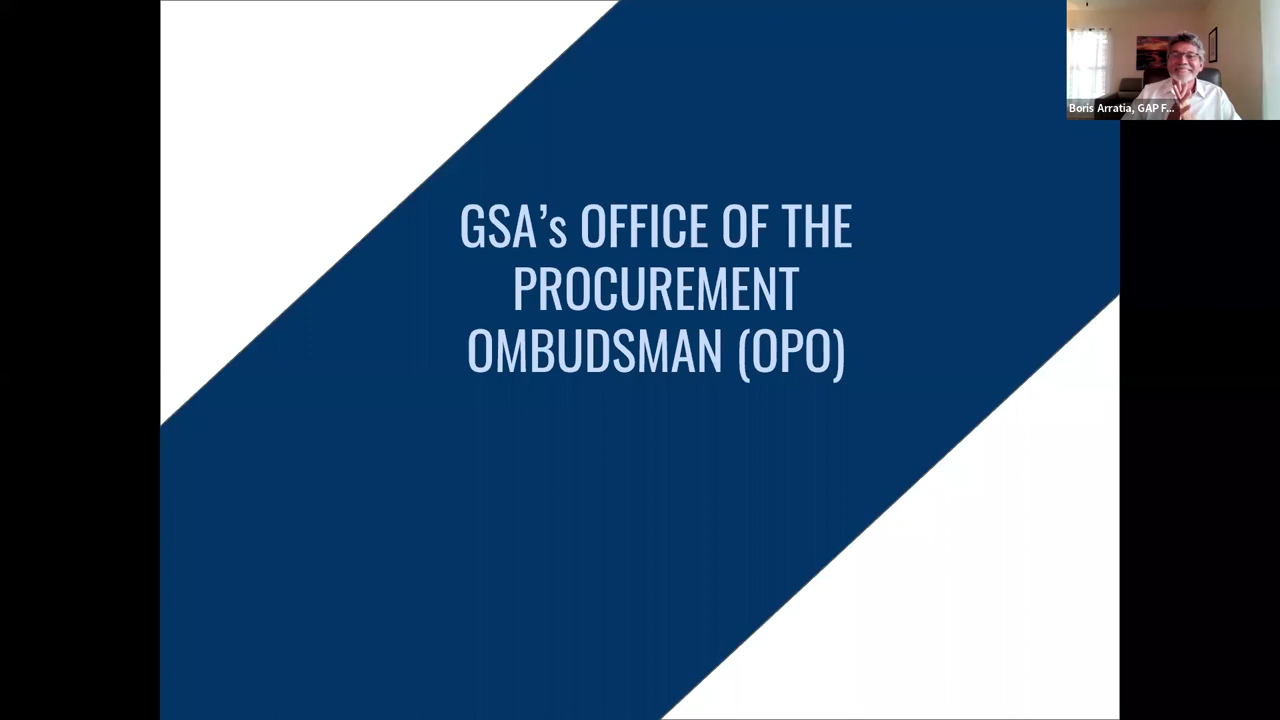 Boris Arratia, GAP F...
GSA’s OFFICE OF THE
PROCUREMENT
OMBUDSMAN (OPO)